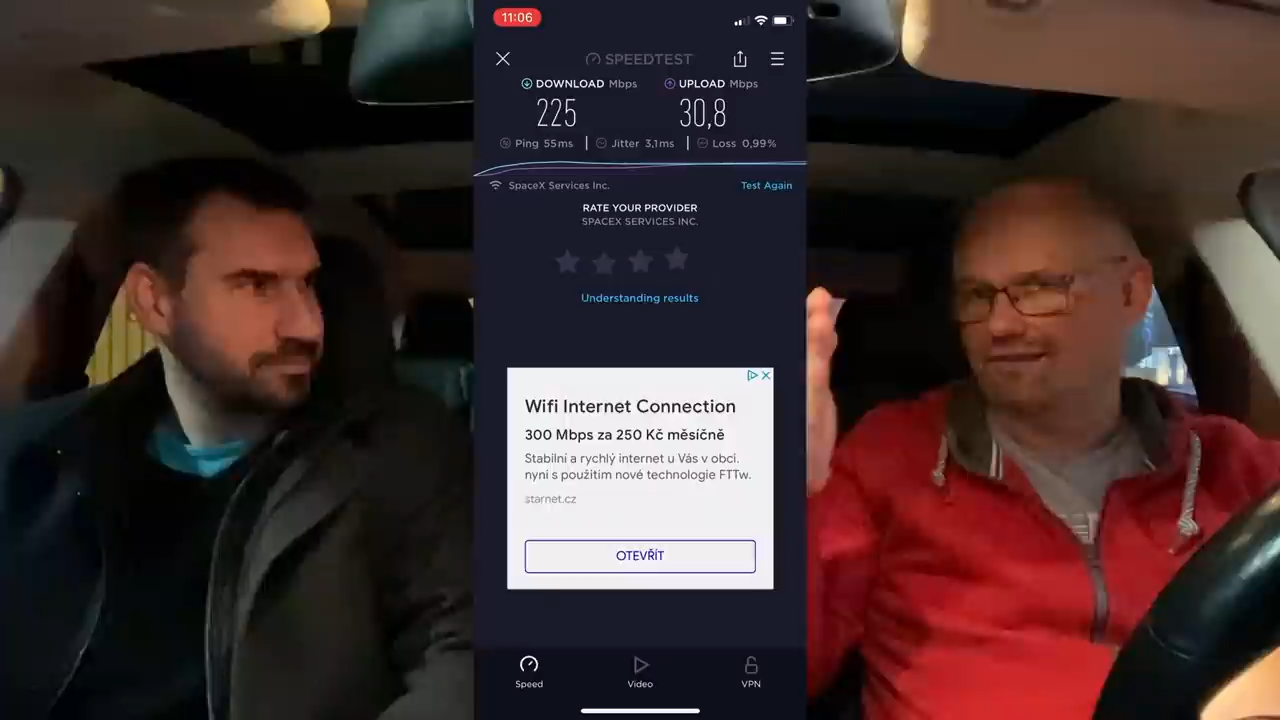 11:06
SPEEDTEST
DOWNLOAD Mbps
UPLOAD Mbps
225
30,8
Ping 55ms
Jitter 3,1ms
Loss 0,99%
SpaceX Services Inc.
Test Again
RATE YOUR PROVIDER
SPACEX SERVICES INC.
Understanding results
Wifi Internet Connection
300 Mbps za 250 Kč měsíčně
Stabilní a rychlý internet u Vás v obci.
nyní s použitím nové technologie FTTw.
starnet.cz
OTEVŘÍT
Speed
Video
VPN